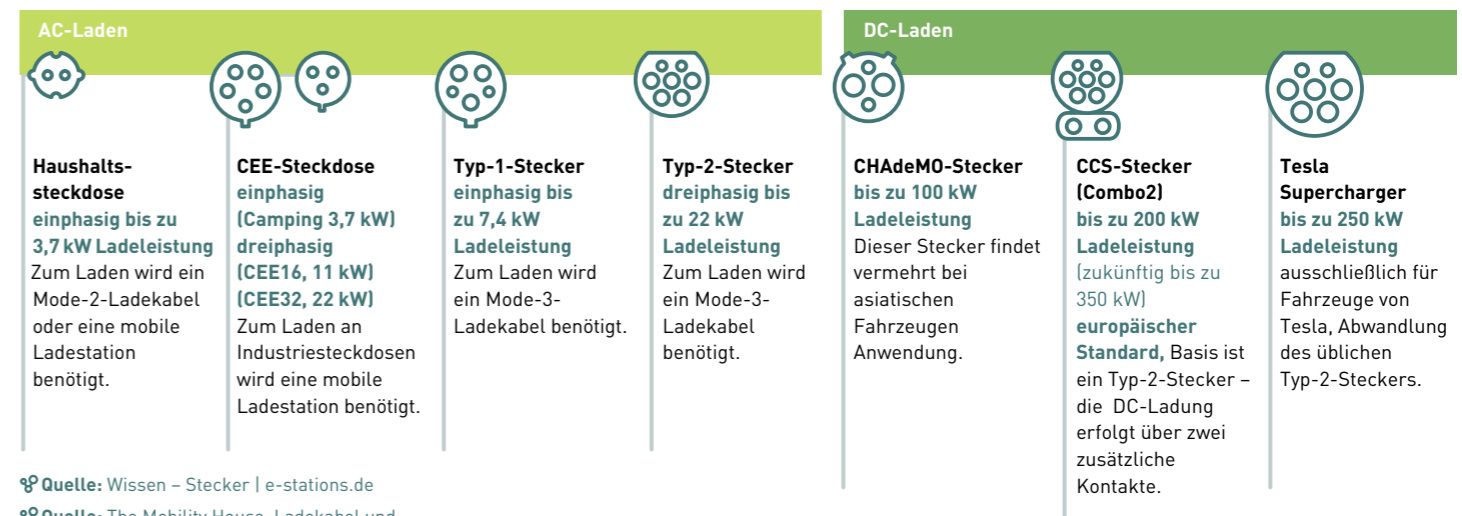 AC-Laden
DC-Laden
Haushalts-
steckdose
einphasig bis zu
3,7 kW Ladeleistung
Zum Laden wird ein
Mode-2-Ladekabel
oder eine mobile
Ladestation
benötigt.
CEE-Steckdose
einphasig
(Camping 3,7 kW)
dreiphasig
(CEE16, 11 kW)
(CEE32, 22 kW)
Zum Laden an
Industriesteckdosen
wird eine mobile
Ladestation benötigt.
Typ-1-Stecker
einphasig bis
zu 7,4 kW
Ladeleistung
Zum Laden wird
ein Mode-3-
Ladekabel benötigt.
Typ-2-Stecker
dreiphasig bis
zu 22 kW
Ladeleistung
Zum Laden wird
ein Mode-3-
Ladekabel
benötigt.
CHAdeMO-Stecker
bis zu 100 kW
Ladeleistung
Dieser Stecker findet
vermehrt bei
asiatischen
Fahrzeugen
Anwendung.
CCS-Stecker
(Combo2)
bis zu 200 kW
Ladeleistung
(zukünftig bis zu
350 kW)
europäischer
Standard, Basis ist
ein Typ-2-Stecker –
die DC-Ladung
erfolgt über zwei
zusätzliche
Kontakte.
Tesla
Supercharger
bis zu 250 kW
Ladeleistung
ausschließlich für
Fahrzeuge von
Tesla, Abwandlung
des üblichen
Typ-2-Steckers.
Quelle: Wissen – Stecker | e-stations.de
Quelle: The Mobility House, Ladekabel und